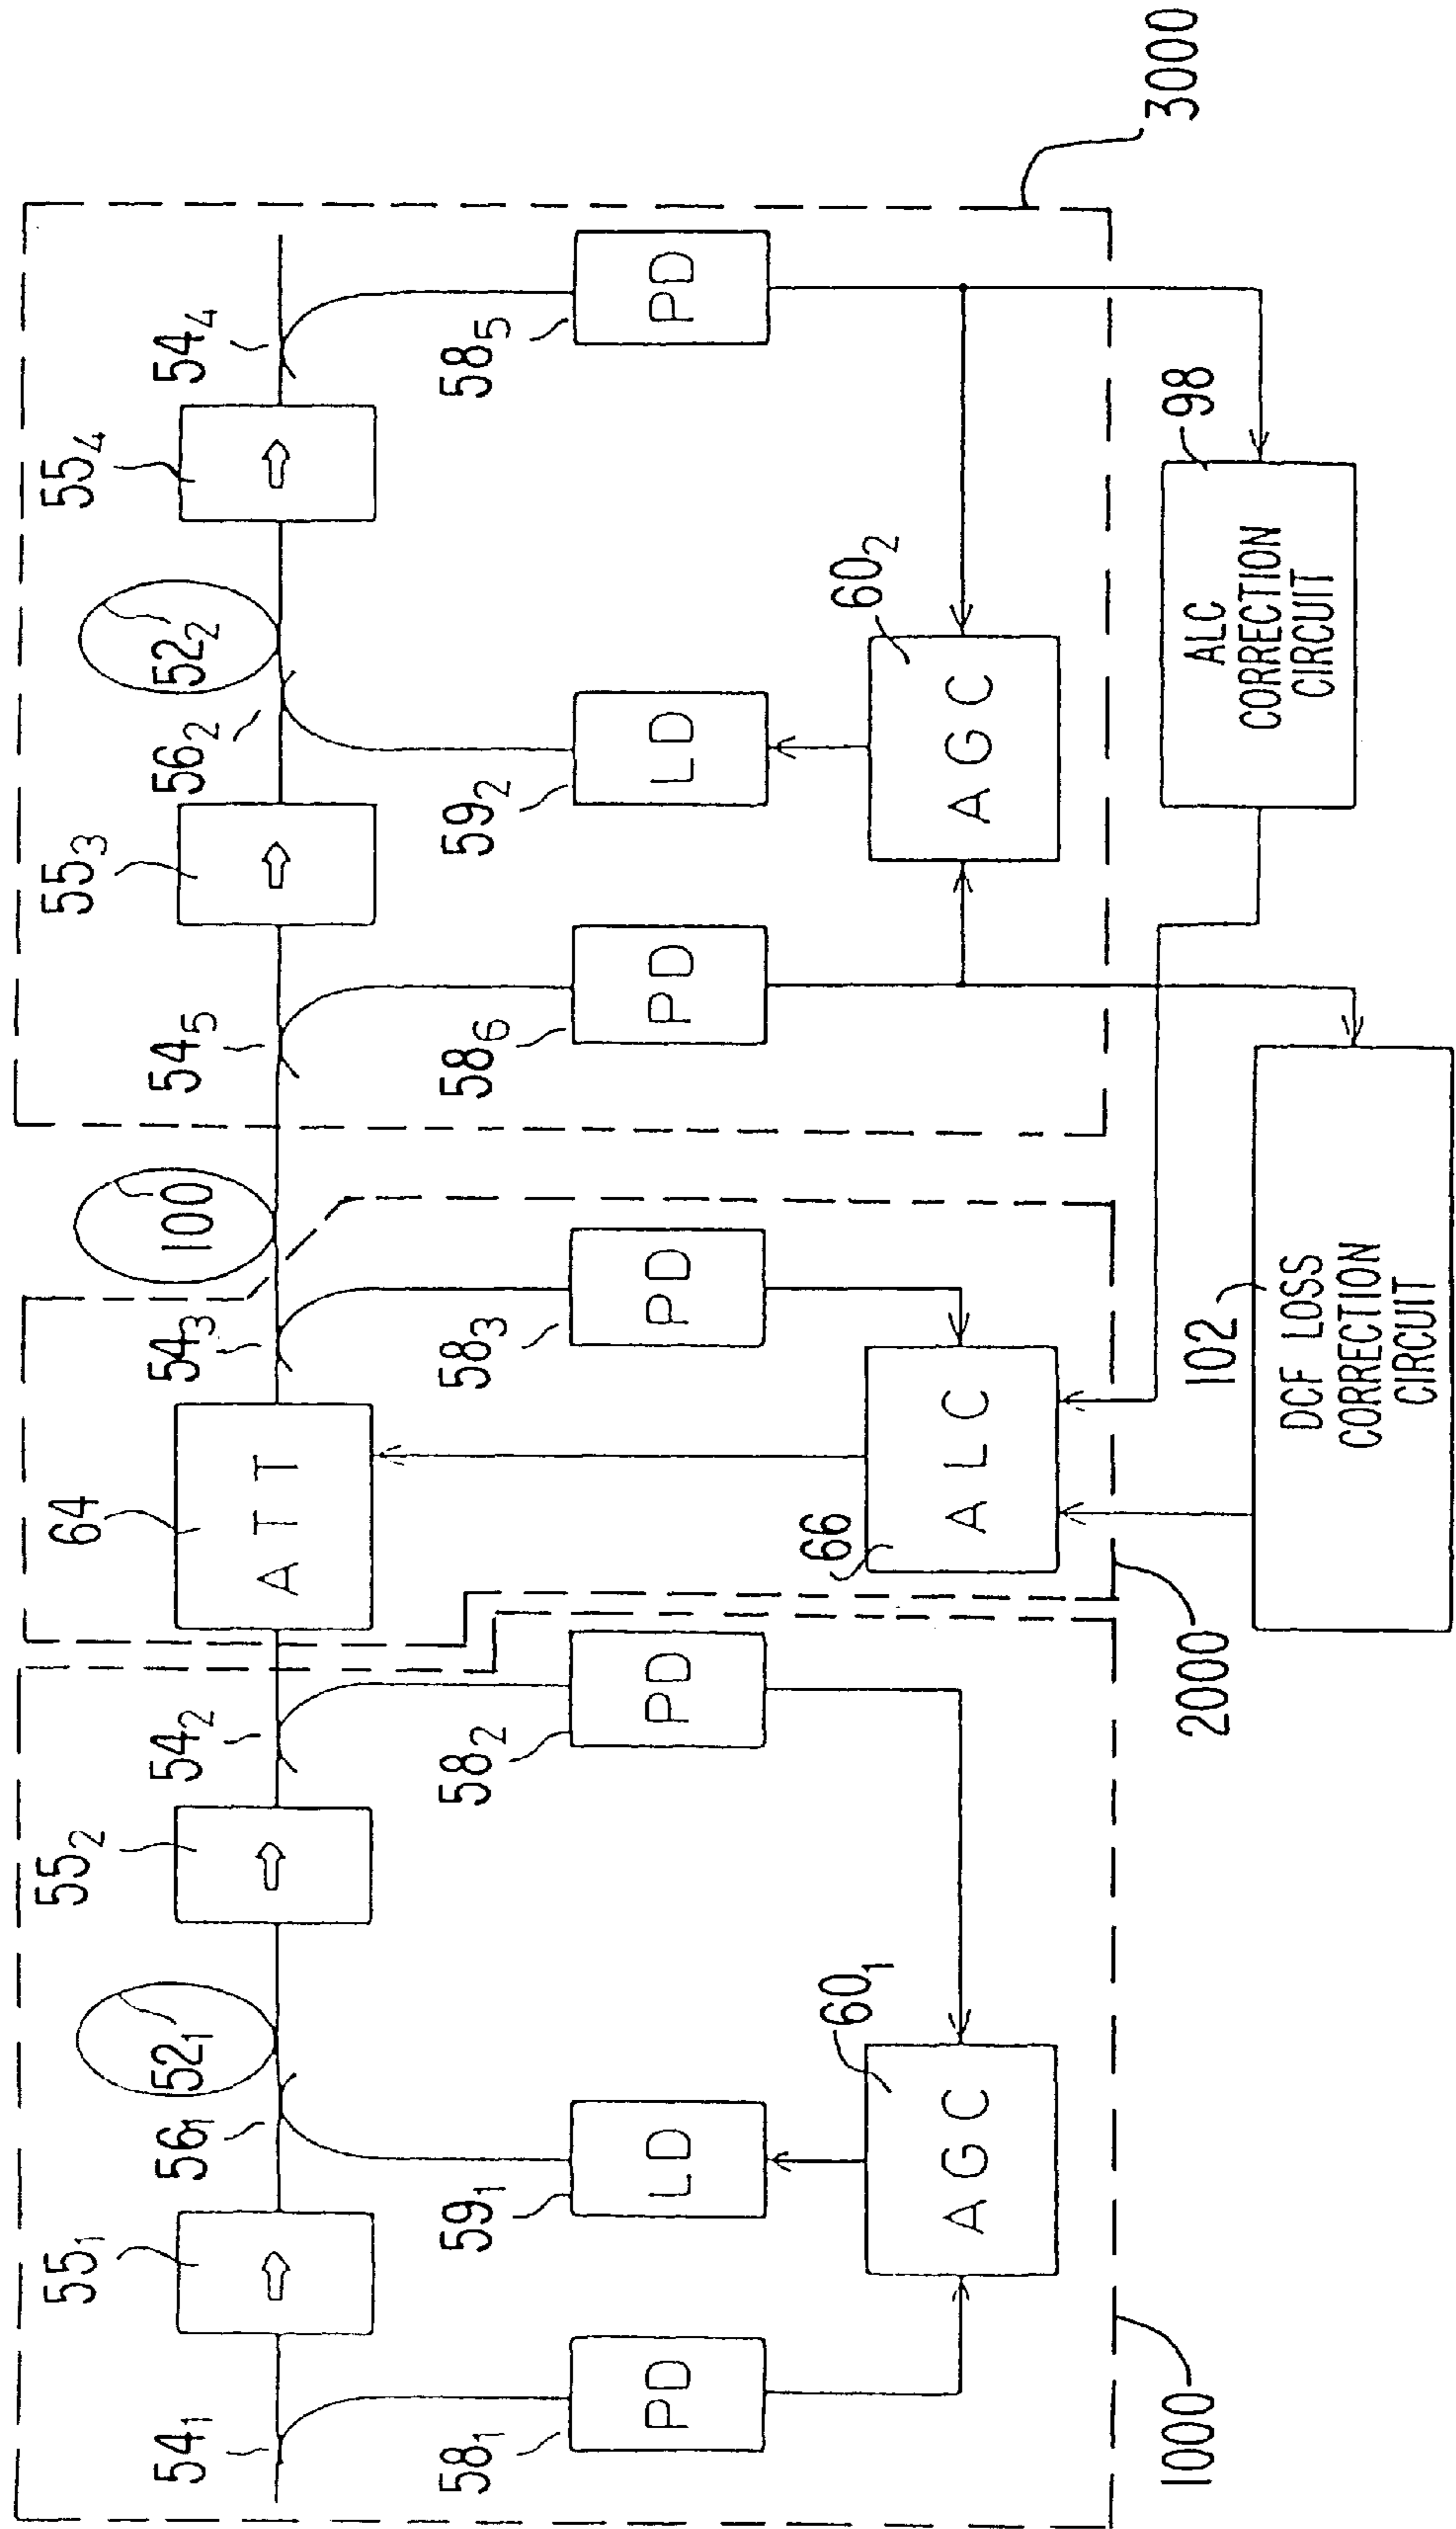 55₁
55₂
64
55₃
55₄
54₁
56₁
52₁
54₂
54₃
100
54₅
56₂
52₂
54₄
ATT
58₁
PD
59₁
LD
58₂
PD
58₃
PD
58₆
PD
59₂
LD
58₅
PD
60₁
AGC
66
ALC
60₂
AGC
1000
2000
3000
98
ALC
CORRECTION
CIRCUIT
102
DCF LOSS
CORRECTION
CIRCUIT